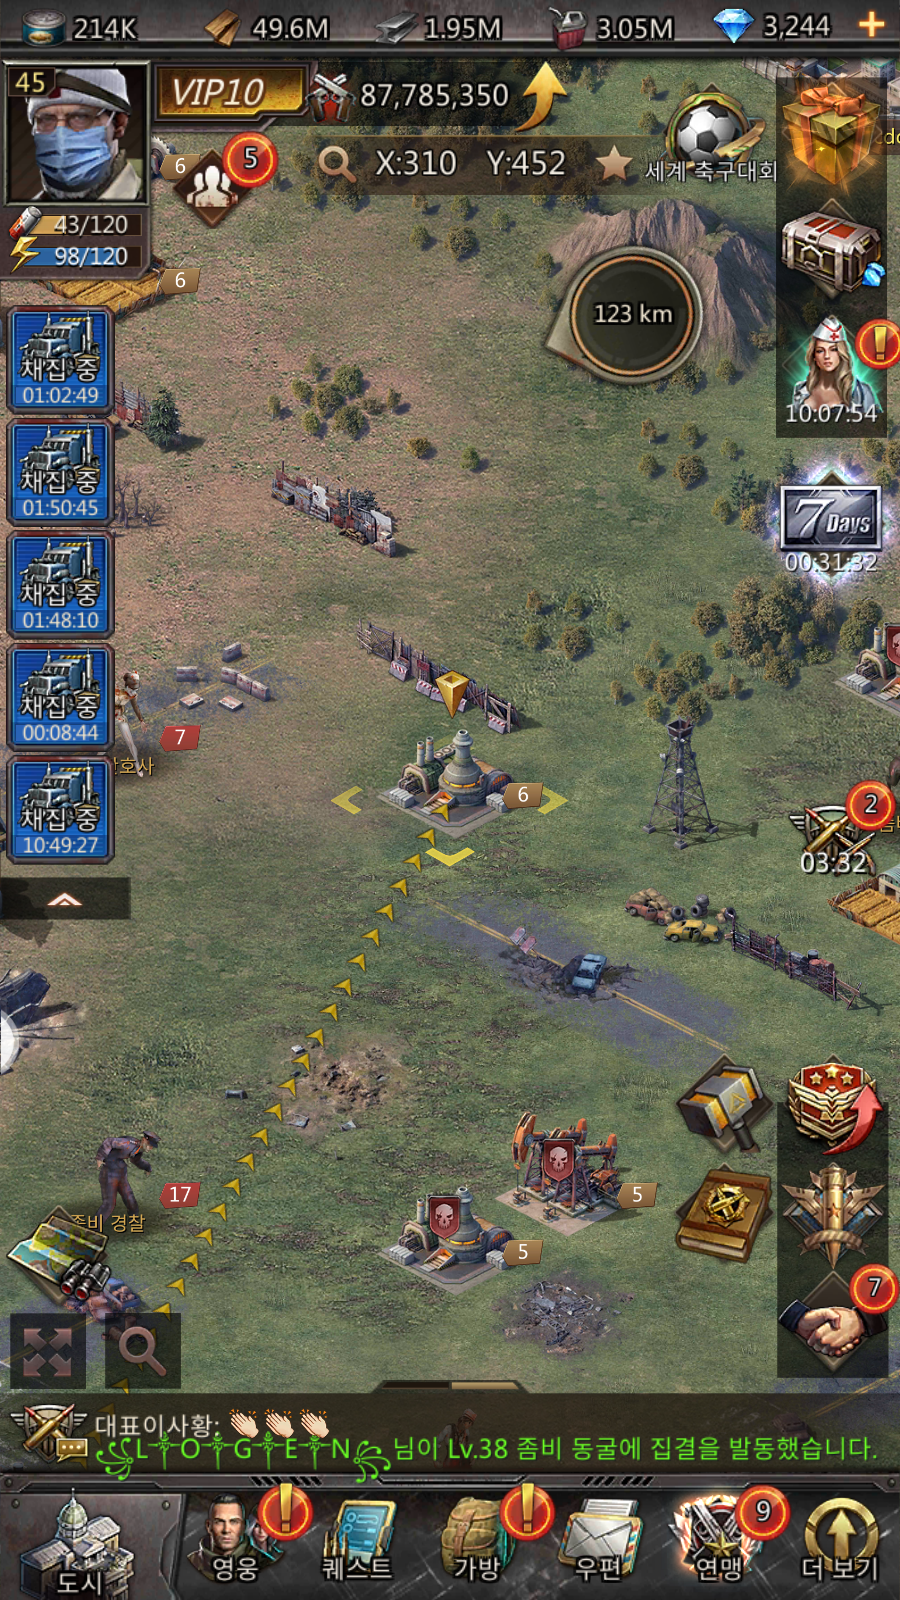 214K 49.6M 1.95M 3.05M 3,244
45
VIP10 87,785,350
6 5 X:310 Y:452
세계 축구대회
43/120
98/120
6
123 km
10:07:54
채집 중
01:02:49
채집 중
01:50:45
7 Days
00:31:32
채집 중
01:48:10
채집 중
00:08:44
7
호사
채집 중
10:49:27
6
2
03:32
17
좀비 경찰
5
5
7
대표이사황: 👏🏻👏🏻👏🏻
L†O†G†E†N 님이 Lv.38 좀비 동굴에 집결을 발동했습니다.
9
도시 영웅 퀘스트 가방 우편 연맹 더 보기